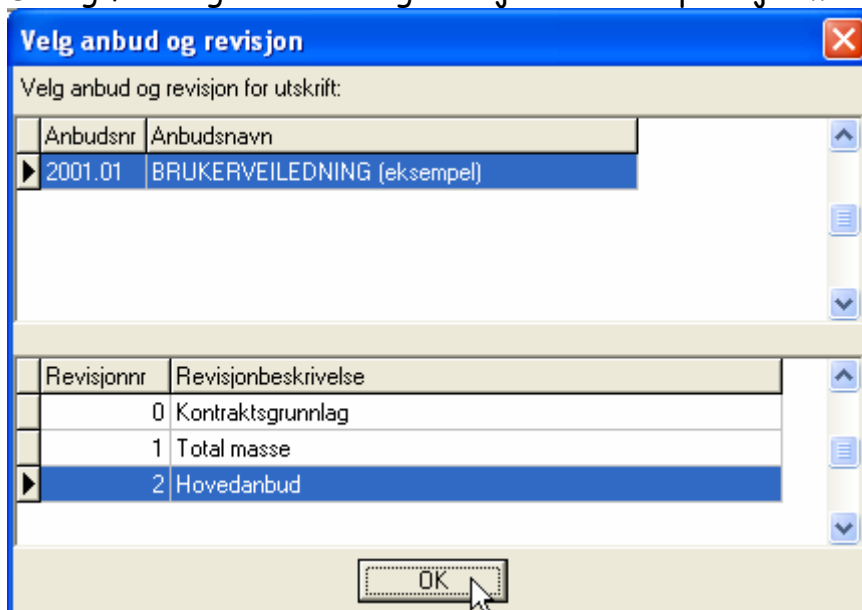 Velg anbud og revisjon
Velg anbud og revisjon for utskrift:
Anbudsnr Anbudsnavn
2001.01 BRUKERVEILEDNING (eksempel)
Revisjonnr Revisjonbeskrivelse
0 Kontraktsgrunnlag
1 Total masse
2 Hovedanbud
OK